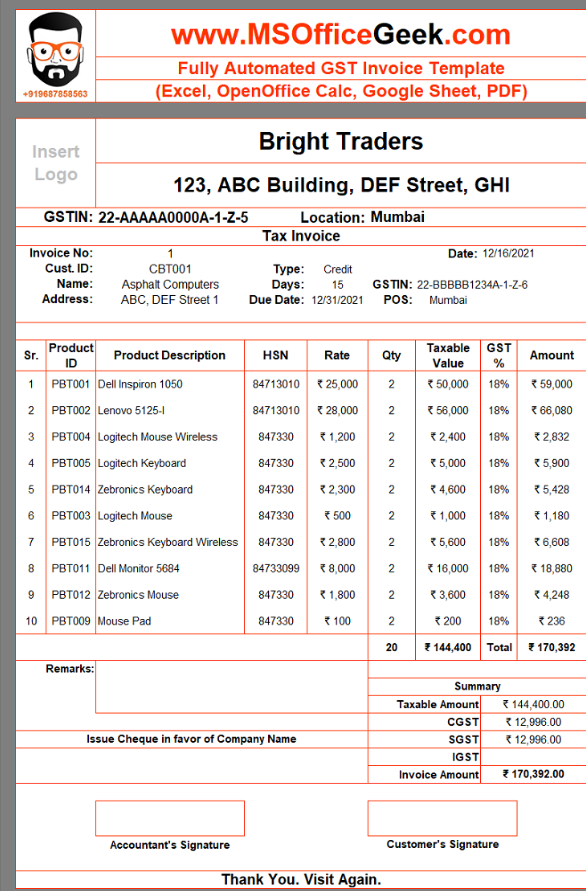 www.MSOfficeGeek.com
Fully Automated GST Invoice Template
+919687858563
(Excel, OpenOffice Calc, Google Sheet, PDF)
Insert Logo
Bright Traders
123, ABC Building, DEF Street, GHI
GSTIN: 22-AAAAA0000A-1-Z-5 Location: Mumbai
Tax Invoice
Invoice No: 1 Date: 12/16/2021
Cust. ID: CBT001 Type: Credit
Name: Asphalt Computers Days: 15 GSTIN: 22-BBBBB1234A-1-Z-6
Address: ABC, DEF Street 1 Due Date: 12/31/2021 POS: Mumbai
Sr. Product ID Product Description HSN Rate Qty Taxable Value GST % Amount
1 PBT001 Dell Inspiron 1050 84713010 ₹ 25,000 2 ₹ 50,000 18% ₹ 59,000
2 PBT002 Lenovo 5125-I 84713010 ₹ 28,000 2 ₹ 56,000 18% ₹ 66,080
3 PBT004 Logitech Mouse Wireless 847330 ₹ 1,200 2 ₹ 2,400 18% ₹ 2,832
4 PBT005 Logitech Keyboard 847330 ₹ 2,500 2 ₹ 5,000 18% ₹ 5,900
5 PBT014 Zebronics Keyboard 847330 ₹ 2,300 2 ₹ 4,600 18% ₹ 5,428
6 PBT003 Logitech Mouse 847330 ₹ 500 2 ₹ 1,000 18% ₹ 1,180
7 PBT015 Zebronics Keyboard Wireless 847330 ₹ 2,800 2 ₹ 5,600 18% ₹ 6,608
8 PBT011 Dell Monitor 5684 84733099 ₹ 8,000 2 ₹ 16,000 18% ₹ 18,880
9 PBT012 Zebronics Mouse 847330 ₹ 1,800 2 ₹ 3,600 18% ₹ 4,248
10 PBT009 Mouse Pad 847330 ₹ 100 2 ₹ 200 18% ₹ 236
20 ₹ 144,400 Total ₹ 170,392
Remarks:
Summary
Taxable Amount ₹ 144,400.00
CGST ₹ 12,996.00
Issue Cheque in favor of Company Name SGST ₹ 12,996.00
IGST
Invoice Amount ₹ 170,392.00
Accountant's Signature Customer's Signature
Thank You. Visit Again.